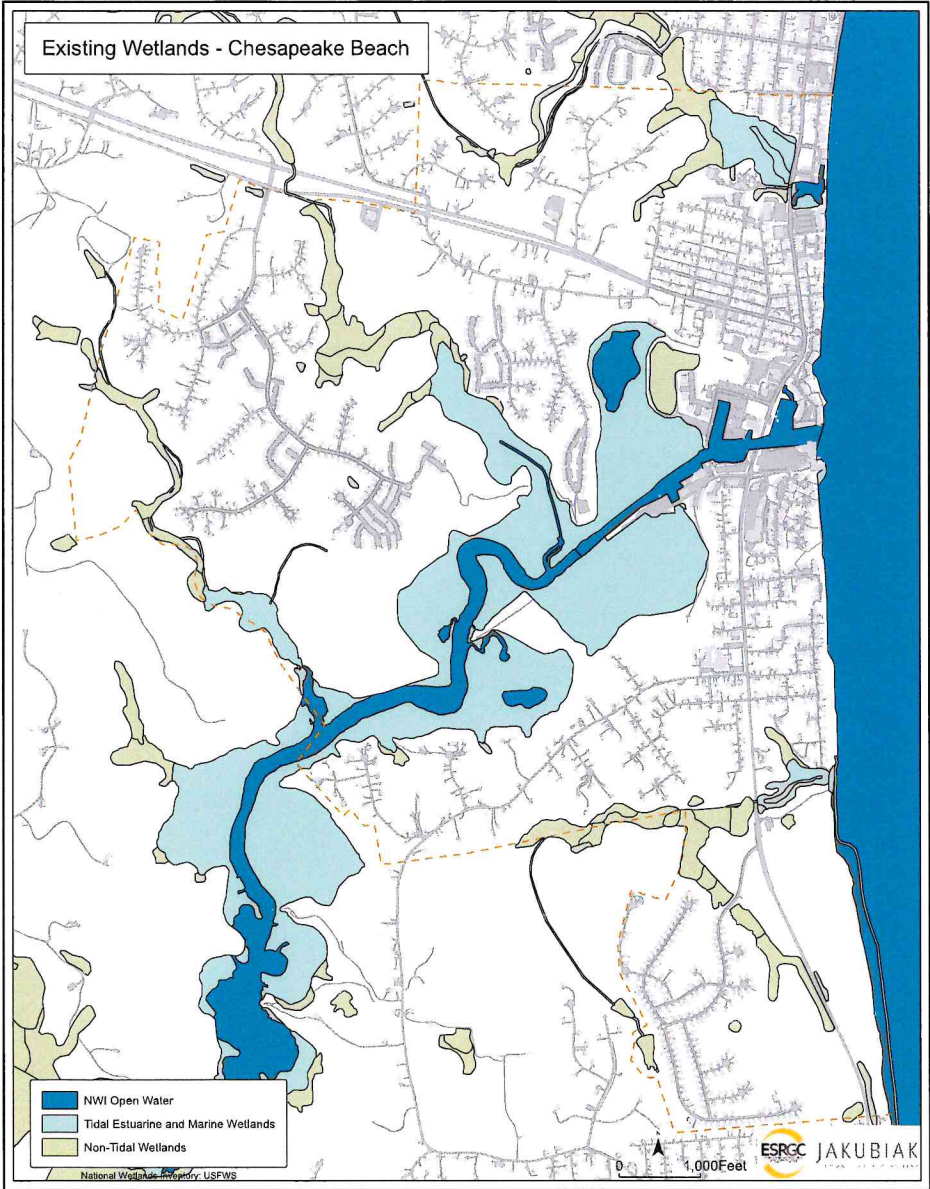 Existing Wetlands - Chesapeake Beach
NWI Open Water
Tidal Estuarine and Marine Wetlands
Non-Tidal Wetlands
National Wetlands Inventory: USFWS
0 1,000Feet
ESRGC
JAKUBIAK